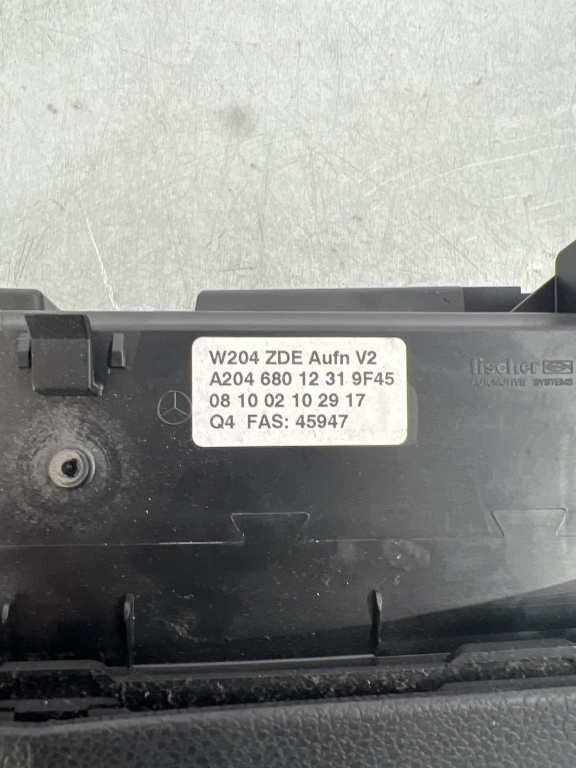 W204 ZDE Aufn V2
A204 680 12 31 9F45
08 10 02 10 29 17
Q4 FAS: 45947
fischer
AUTOMOTIVE SYSTEMS